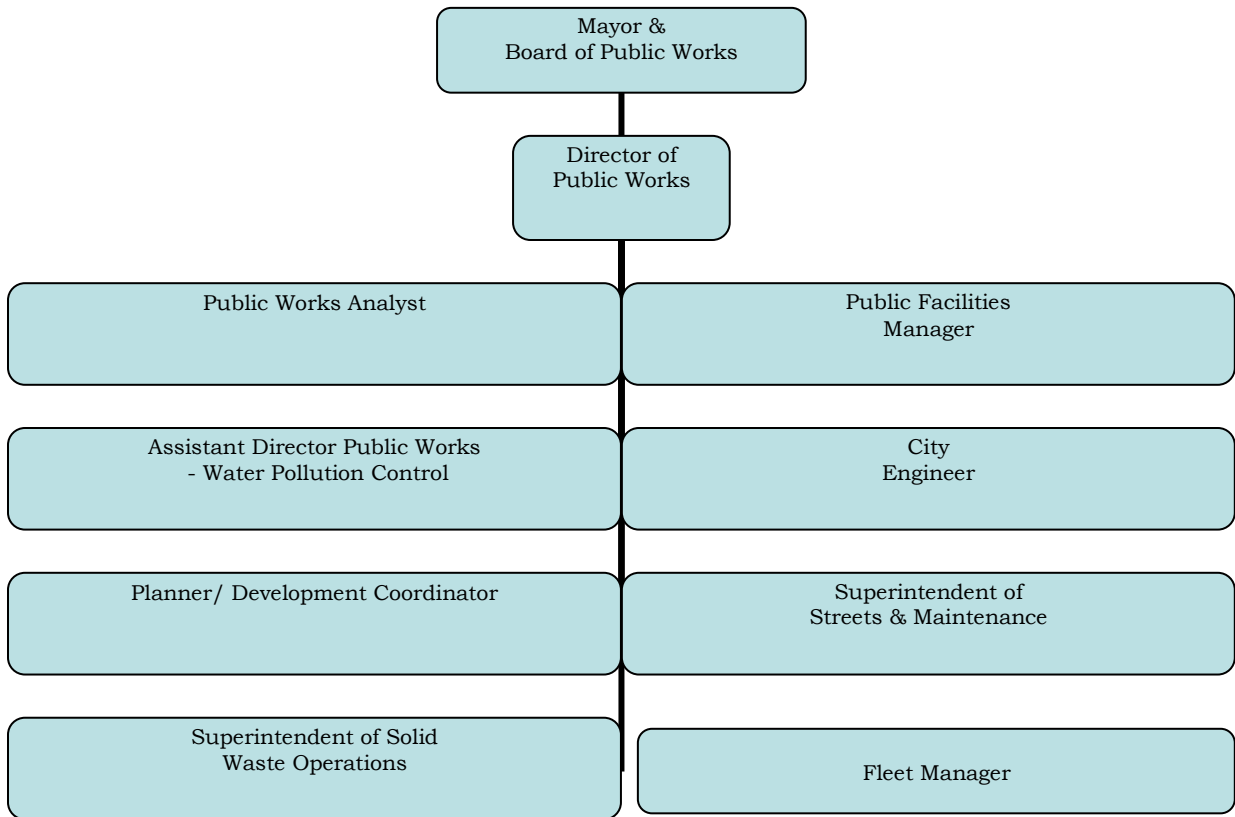 Mayor &
Board of Public Works
Director of
Public Works
Public Works Analyst
Public Facilities
Manager
Assistant Director Public Works
- Water Pollution Control
City
Engineer
Planner/ Development Coordinator
Superintendent of
Streets & Maintenance
Superintendent of Solid
Waste Operations
Fleet Manager